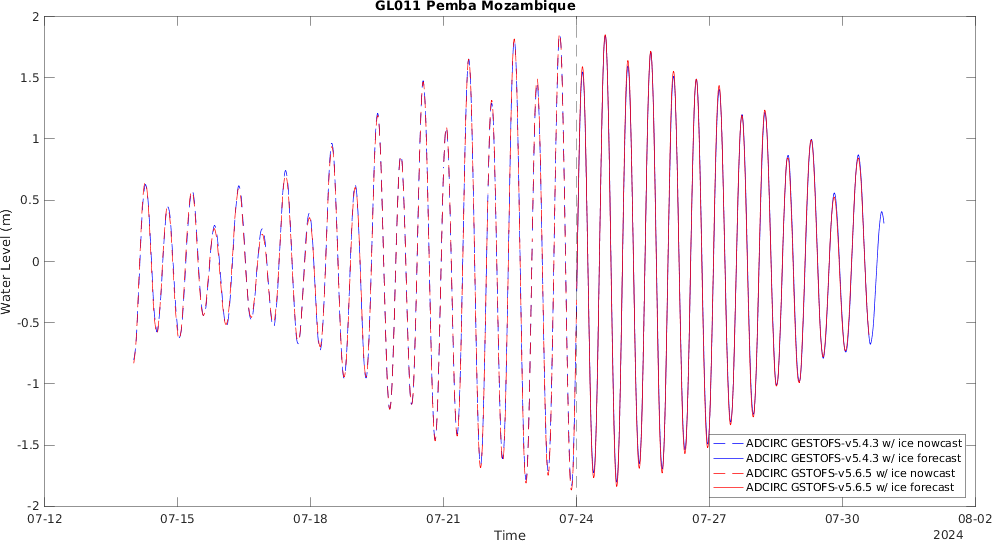 GL011 Pemba Mozambique
2
1.5
1
0.5
0
-0.5
-1
-1.5
-2
Water Level (m)
ADCIRC GESTOFS-v5.4.3 w/ ice nowcast
ADCIRC GESTOFS-v5.4.3 w/ ice forecast
ADCIRC GSTOFS-v5.6.5 w/ ice nowcast
ADCIRC GSTOFS-v5.6.5 w/ ice forecast
07-12 07-15 07-18 07-21 07-24 07-27 07-30 08-02
Time
2024